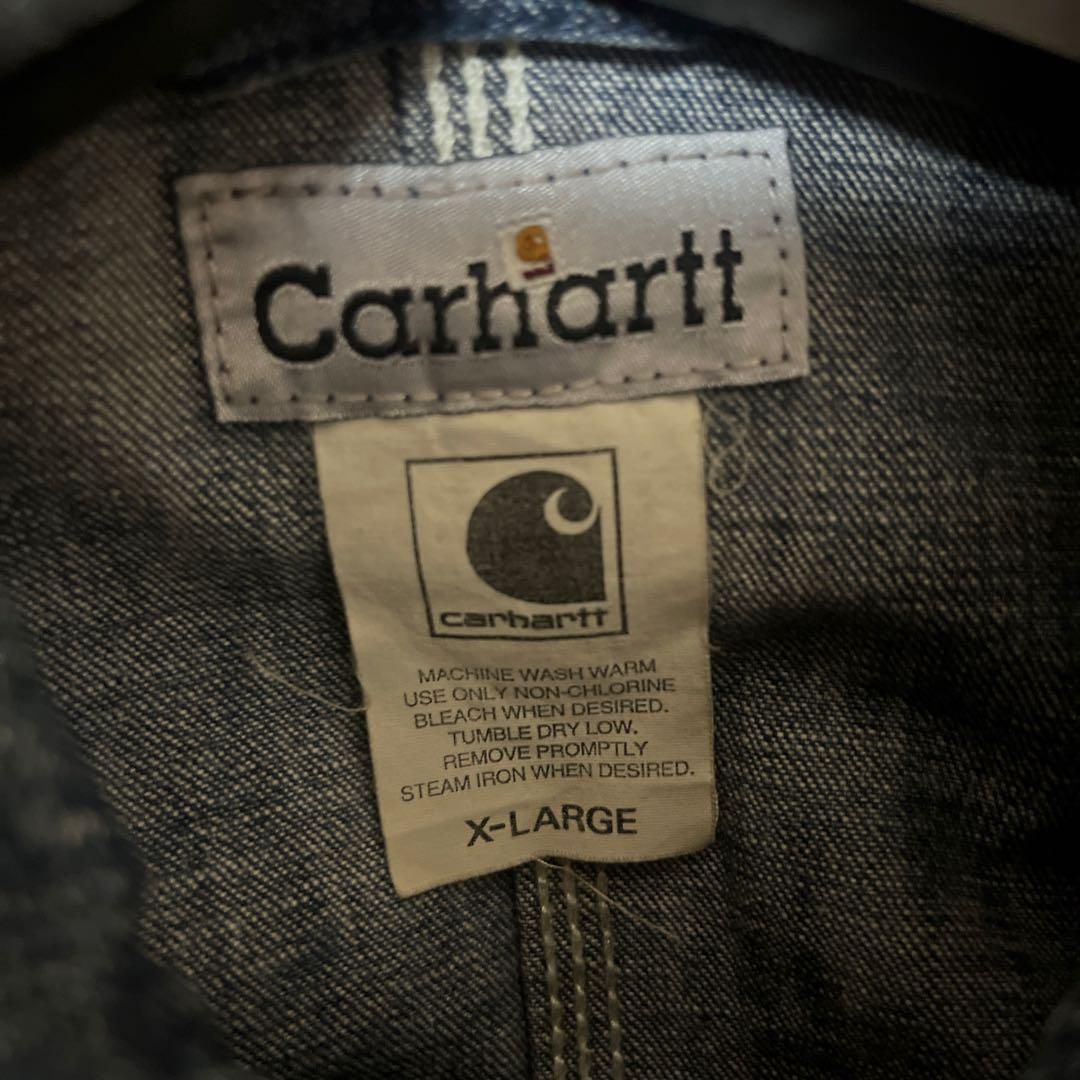 Carhartt
carhartt
MACHINE WASH WARM
USE ONLY NON-CHLORINE
BLEACH WHEN DESIRED.
TUMBLE DRY LOW.
REMOVE PROMPTLY
STEAM IRON WHEN DESIRED.
X-LARGE